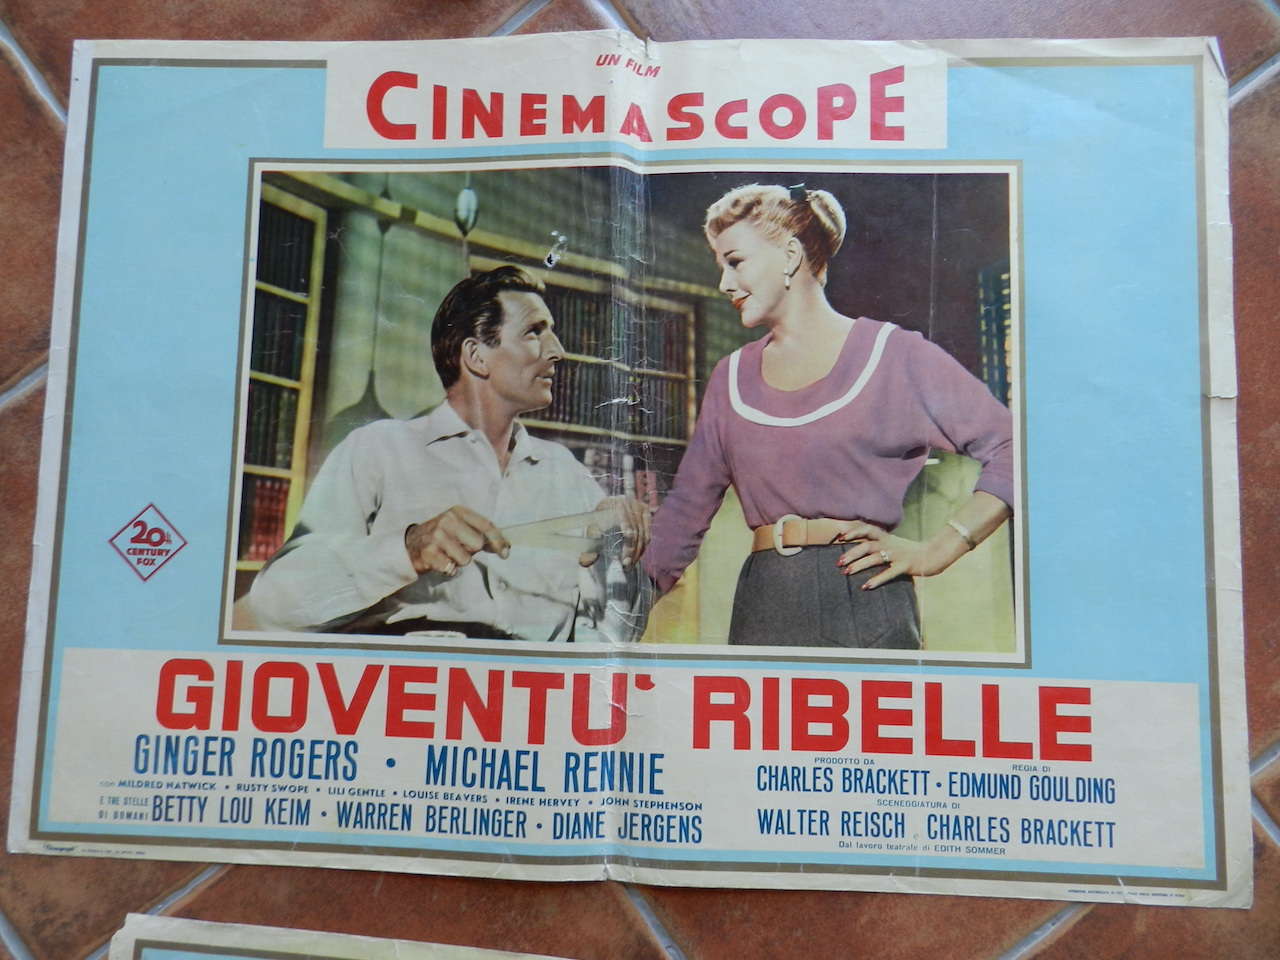 UN FILM
CINEMASCOPE
20th
CENTURY
FOX
GIOVENTU' RIBELLE
GINGER ROGERS • MICHAEL RENNIE
con MILDRED NATWICK • RUSTY SWOPE • LILI GENTLE • LOUISE BEAVERS • IRENE HERVEY • JOHN STEPHENSON
E TRE STELLE
DI DOMANI
BETTY LOU KEIM • WARREN BERLINGER • DIANE JERGENS
PRODOTTO DA
REGIA DI
CHARLES BRACKETT • EDMUND GOULDING
SCENEGGIATURA DI
WALTER REISCH e CHARLES BRACKETT
Dal lavoro teatrale di EDITH SOMMER